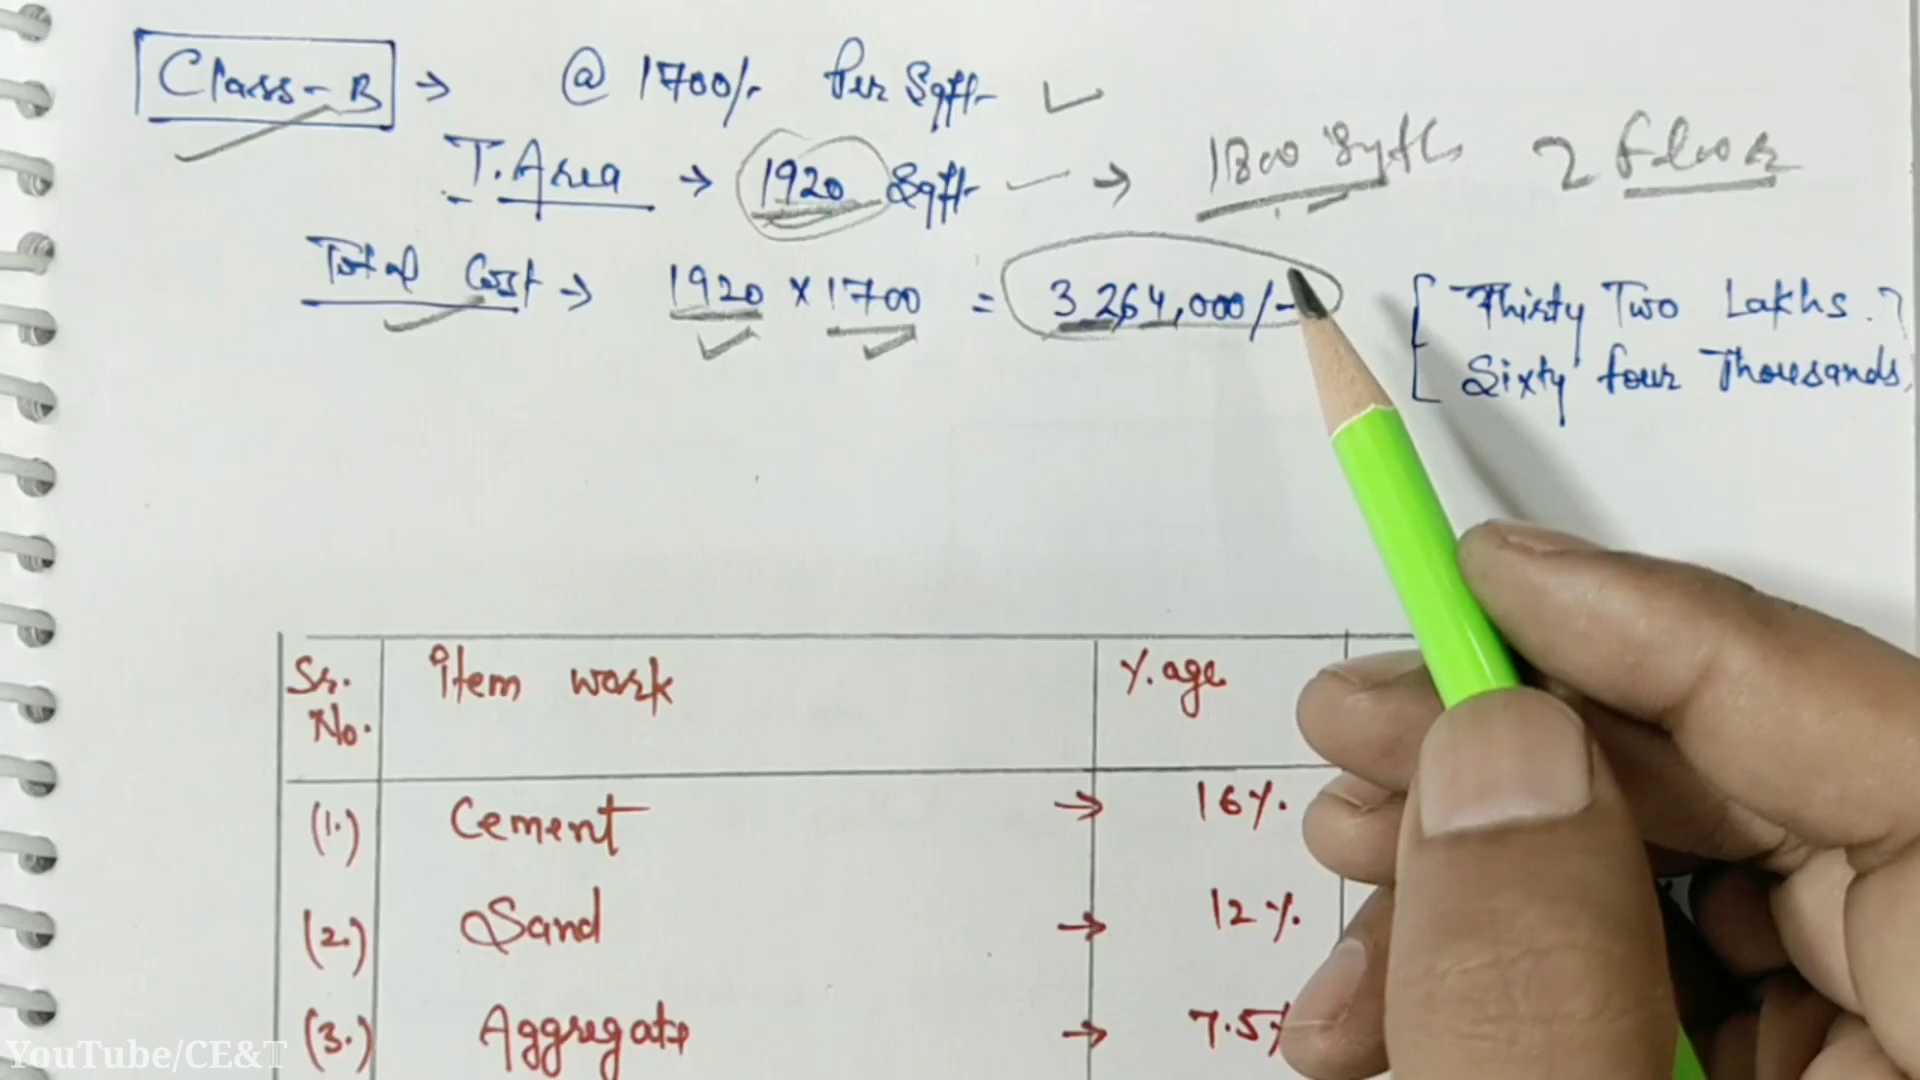 Class-B → @ 1700/- Per Sqft-
T. Area → 1920 Sqft → 1800 Sqft 2 Floor
Total Cost → 1920 × 1700 = 3264,000/- [Thirty Two Lakhs.
Sixty four Thousands.]
Sr. No. Item work %.age
(1.) Cement → 16%.
(2.) Sand → 12%.
(3.) Aggregate → 7.5%
YouTube/CE&T